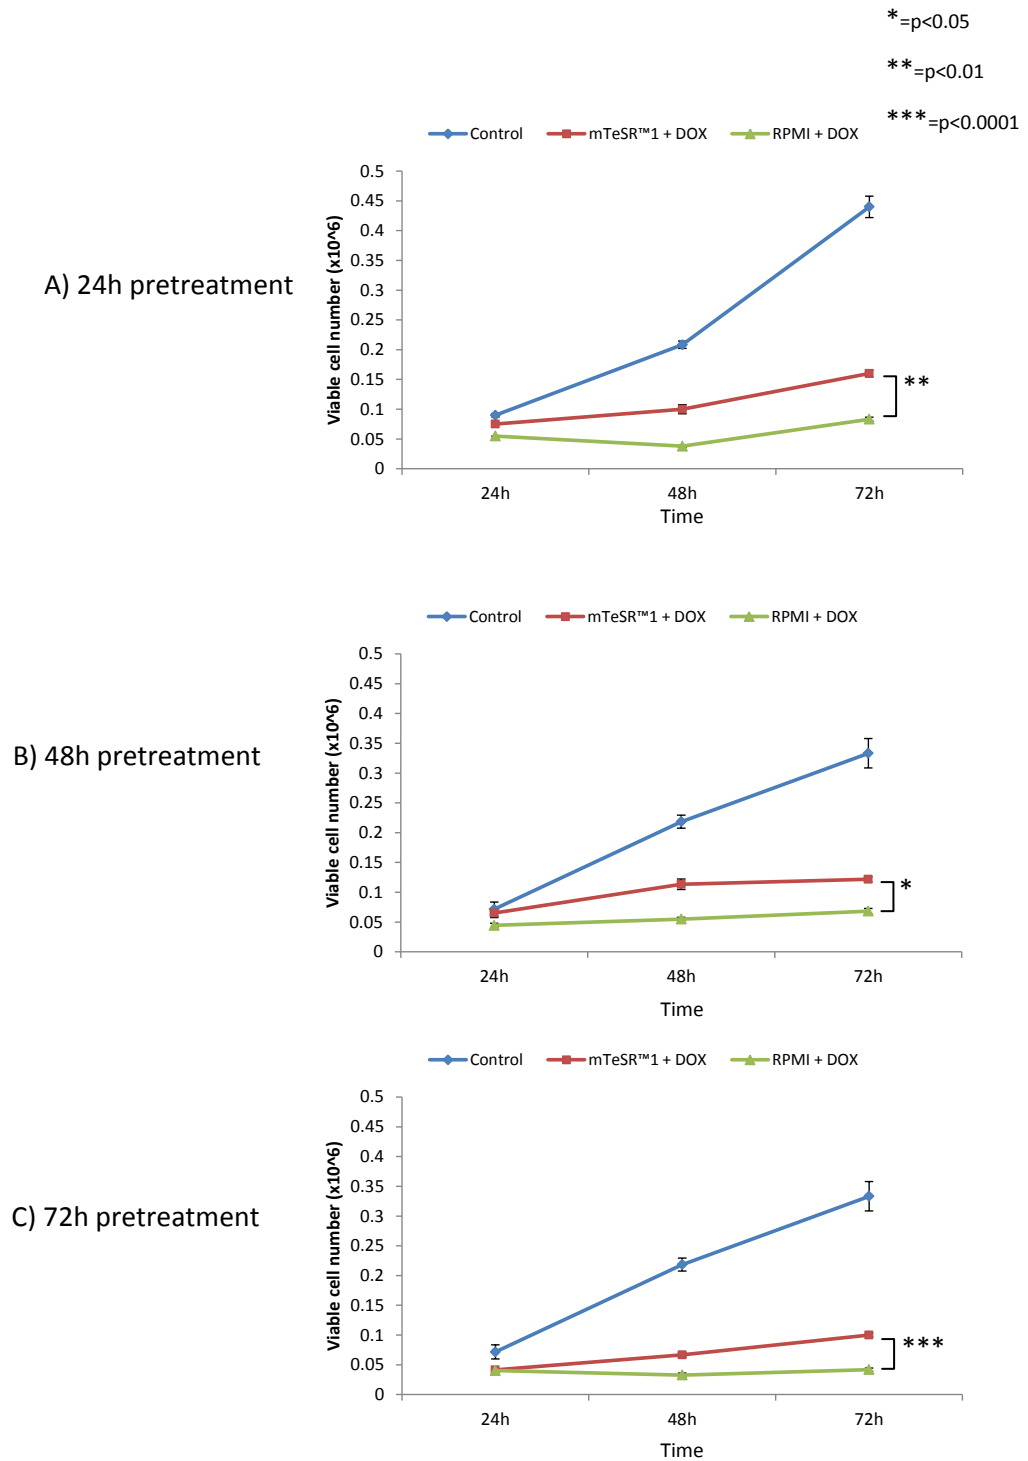 *=p<0.05
**=p<0.01
***=p<0.0001
Control mTeSR™1 + DOX RPMI + DOX
A) 24h pretreatment
Viable cell number (x10^6)
0.5
0.45
0.4
0.35
0.3
0.25
0.2
0.15
0.1
0.05
0
**
24h 48h 72h
Time
Control mTeSR™1 + DOX RPMI + DOX
B) 48h pretreatment
Viable cell number (x10^6)
0.5
0.45
0.4
0.35
0.3
0.25
0.2
0.15
0.1
0.05
0
*
24h 48h 72h
Time
Control mTeSR™1 + DOX RPMI + DOX
C) 72h pretreatment
Viable cell number (x10^6)
0.5
0.45
0.4
0.35
0.3
0.25
0.2
0.15
0.1
0.05
0
***
24h 48h 72h
Time